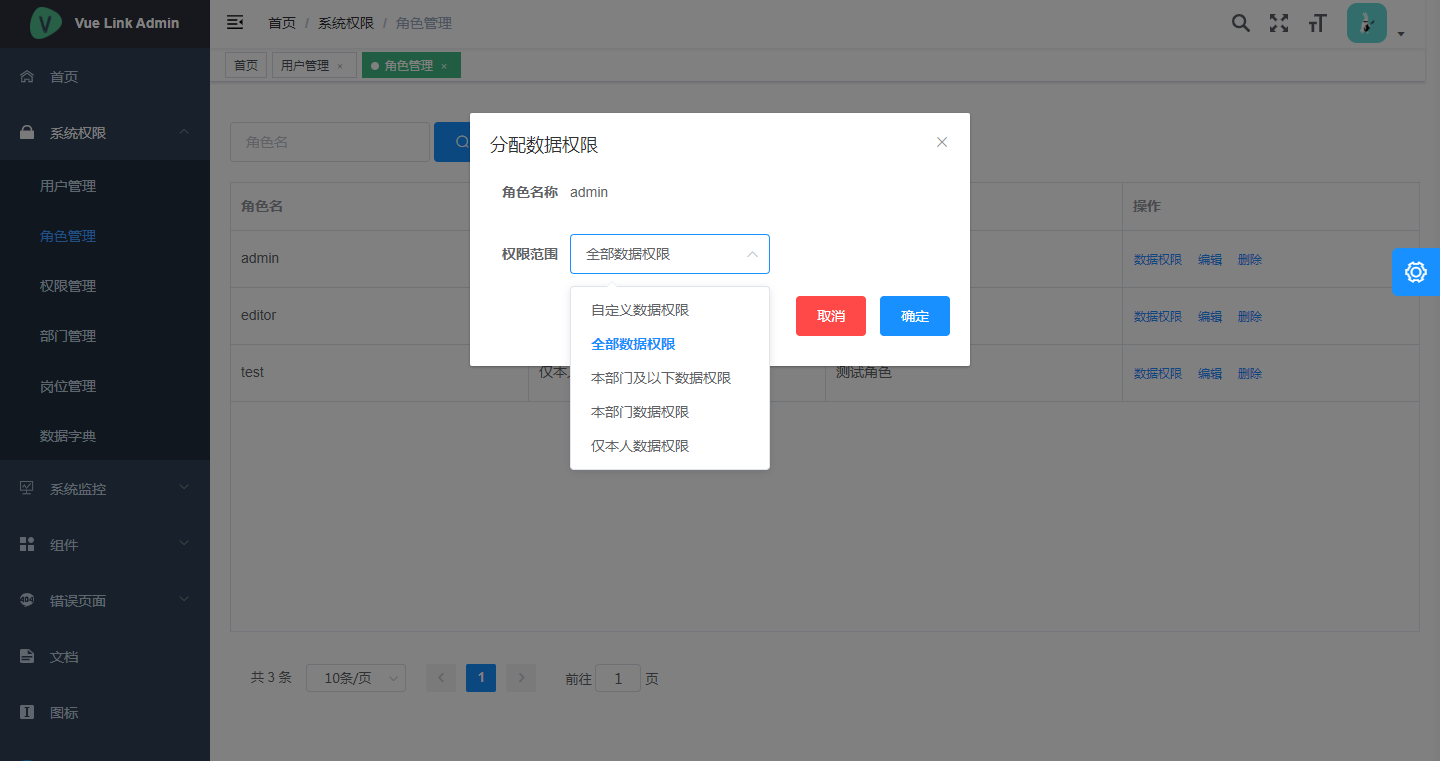 Vue Link Admin
首页 / 系统权限 / 角色管理
首页 用户管理 × 角色管理 ×
首页
系统权限
用户管理
角色管理
权限管理
部门管理
岗位管理
数据字典
系统监控
组件
错误页面
文档
图标
角色名
角色名 操作
admin 数据权限 编辑 删除
editor 数据权限 编辑 删除
test 仅本 测试角色 数据权限 编辑 删除
分配数据权限
角色名称 admin
权限范围 全部数据权限
自定义数据权限
全部数据权限
本部门及以下数据权限
本部门数据权限
仅本人数据权限
取消 确定
共 3 条 10条/页 1 前往 1 页